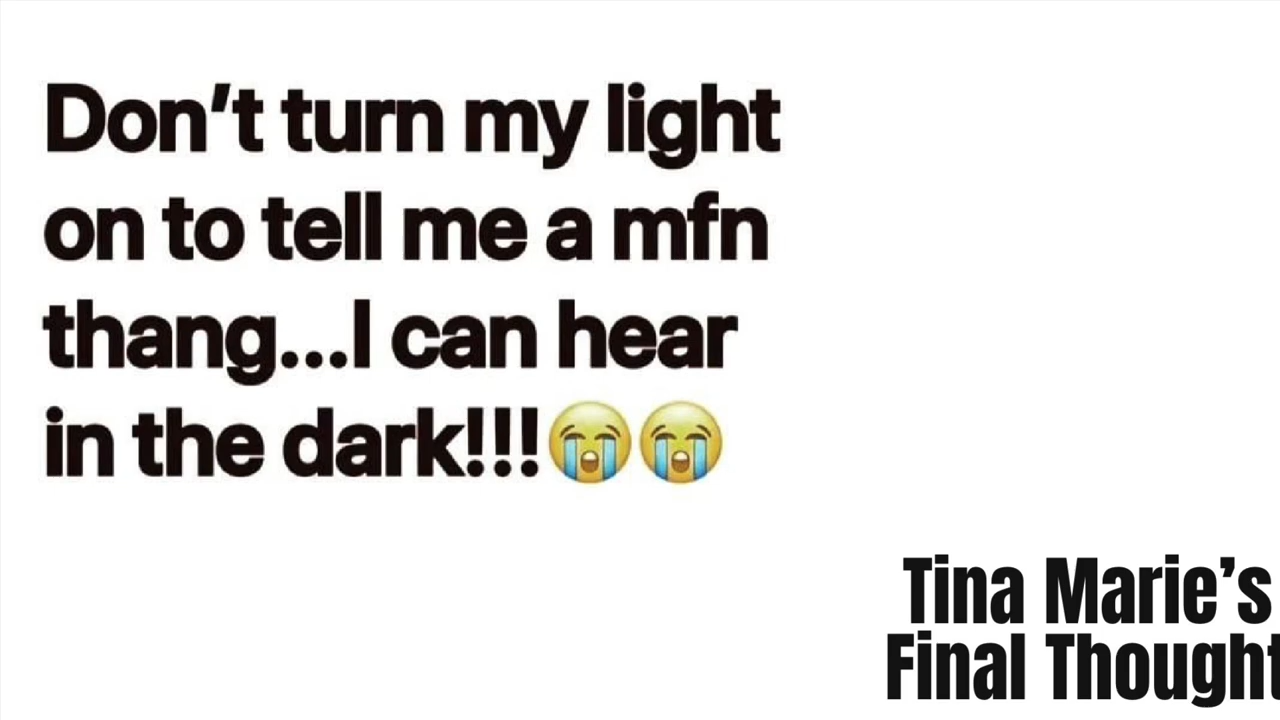 Don’t turn my light
on to tell me a mfn
thang...I can hear
in the dark!!!😭😭
Tina Marie’s
Final Thought